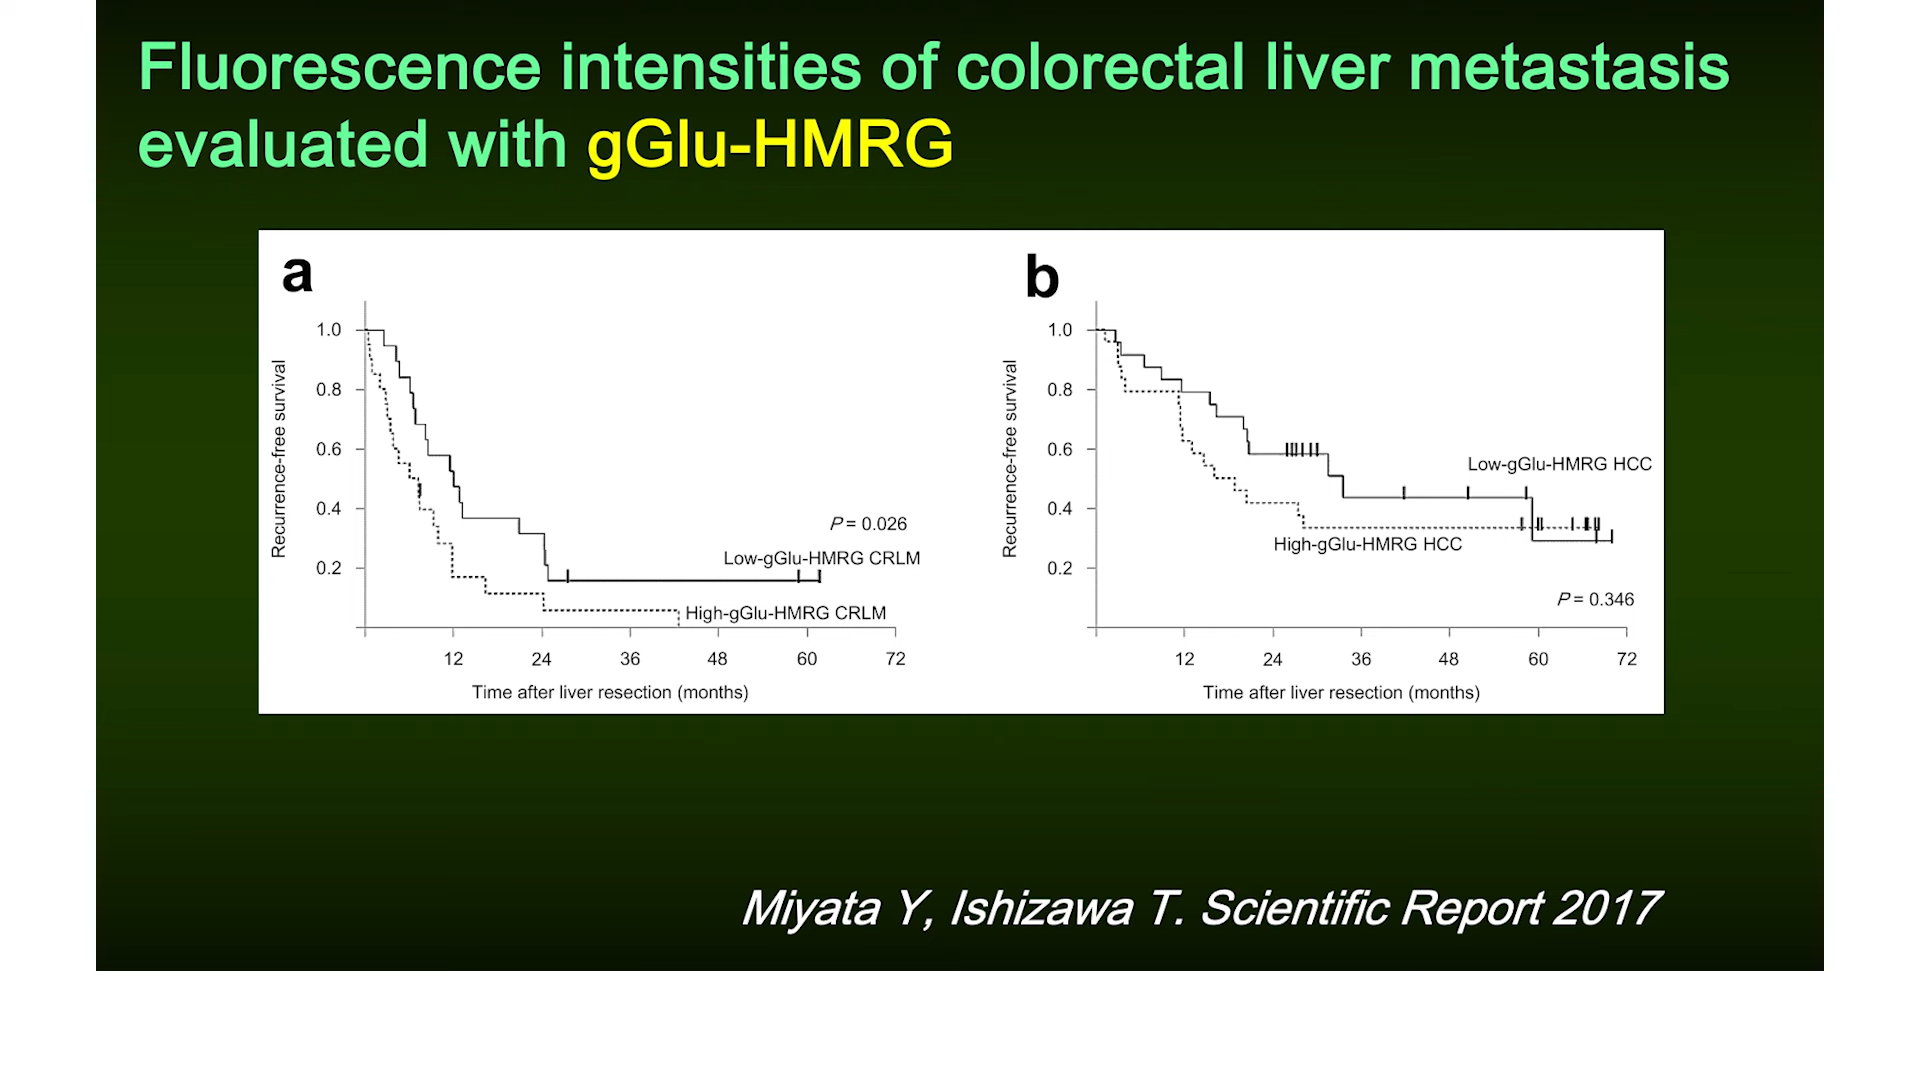 Fluorescence intensities of colorectal liver metastasis
evaluated with gGlu-HMRG
a
Recurrence-free survival
1.0
0.8
0.6
0.4
0.2
P = 0.026
Low-gGlu-HMRG CRLM
High-gGlu-HMRG CRLM
12 24 36 48 60 72
Time after liver resection (months)
b
Recurrence-free survival
1.0
0.8
0.6
0.4
0.2
Low-gGlu-HMRG HCC
High-gGlu-HMRG HCC
P = 0.346
12 24 36 48 60 72
Time after liver resection (months)
Miyata Y, Ishizawa T. Scientific Report 2017